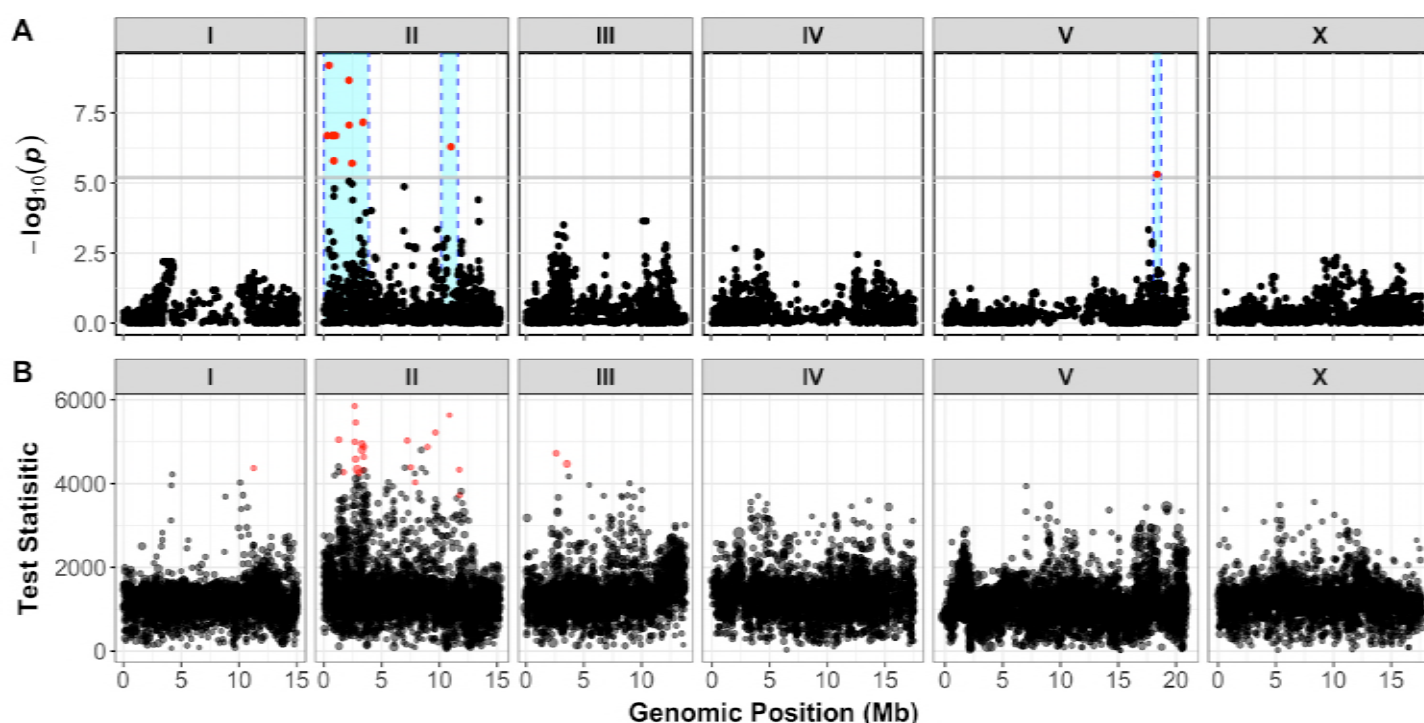 A
I II III IV V X
7.5
5.0
2.5
0.0
−log10(p)
B
I II III IV V X
6000
4000
2000
0
Test Statisitic
0 5 10 15 0 5 10 15 0 5 10 0 5 10 15 0 5 10 15 20 0 5 10 15
Genomic Position (Mb)